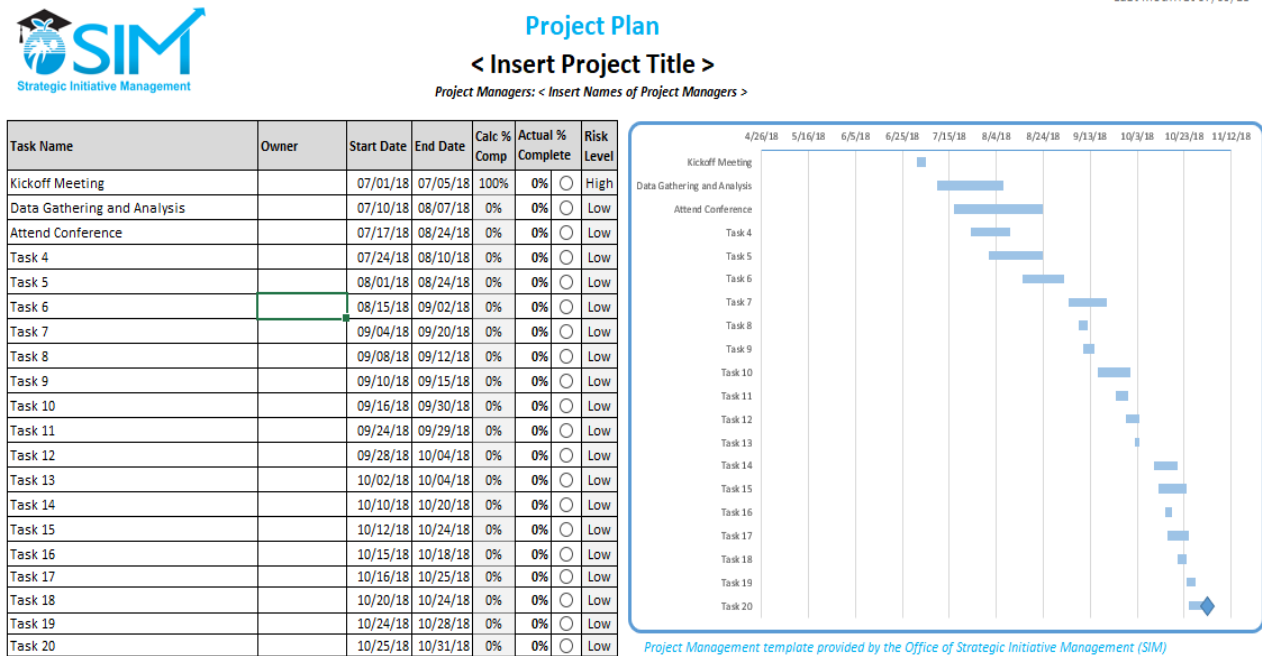 Project Plan
SIM
Strategic Initiative Management
< Insert Project Title >
Project Managers: < Insert Names of Project Managers >
Task Name Owner Start Date End Date Calc % Comp Actual % Complete Risk Level
Kickoff Meeting 07/01/18 07/05/18 100% 0% High
Data Gathering and Analysis 07/10/18 08/07/18 0% 0% Low
Attend Conference 07/17/18 08/24/18 0% 0% Low
Task 4 07/24/18 08/10/18 0% 0% Low
Task 5 08/01/18 08/24/18 0% 0% Low
Task 6 08/15/18 09/02/18 0% 0% Low
Task 7 09/04/18 09/20/18 0% 0% Low
Task 8 09/08/18 09/12/18 0% 0% Low
Task 9 09/10/18 09/15/18 0% 0% Low
Task 10 09/16/18 09/30/18 0% 0% Low
Task 11 09/24/18 09/29/18 0% 0% Low
Task 12 09/28/18 10/04/18 0% 0% Low
Task 13 10/02/18 10/04/18 0% 0% Low
Task 14 10/10/18 10/20/18 0% 0% Low
Task 15 10/12/18 10/24/18 0% 0% Low
Task 16 10/15/18 10/18/18 0% 0% Low
Task 17 10/16/18 10/25/18 0% 0% Low
Task 18 10/20/18 10/24/18 0% 0% Low
Task 19 10/24/18 10/28/18 0% 0% Low
Task 20 10/25/18 10/31/18 0% 0% Low
4/26/18 5/16/18 6/5/18 6/25/18 7/15/18 8/4/18 8/24/18 9/13/18 10/3/18 10/23/18 11/12/18
Kickoff Meeting
Data Gathering and Analysis
Attend Conference
Task 4
Task 5
Task 6
Task 7
Task 8
Task 9
Task 10
Task 11
Task 12
Task 13
Task 14
Task 15
Task 16
Task 17
Task 18
Task 19
Task 20
Project Management template provided by the Office of Strategic Initiative Management (SIM)